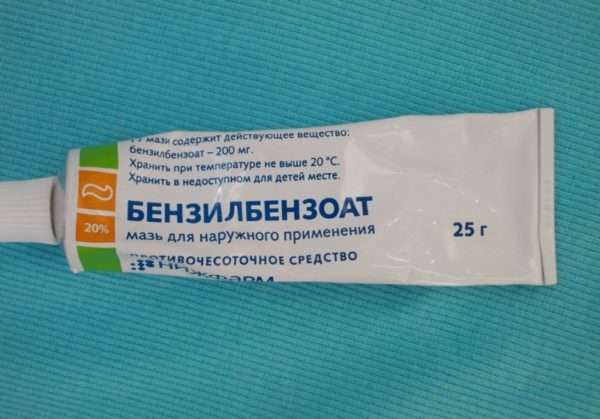 мази содержит действующее вещество:
бензилбензоат – 200 мг.
Хранить при температуре не выше 20 °С.
Хранить в недоступном для детей месте.
20%
БЕНЗИЛБЕНЗОАТ
мазь для наружного применения
25 г
ПРОТИВОЧЕСОТОЧНОЕ СРЕДСТВО
НИЖФАРМ